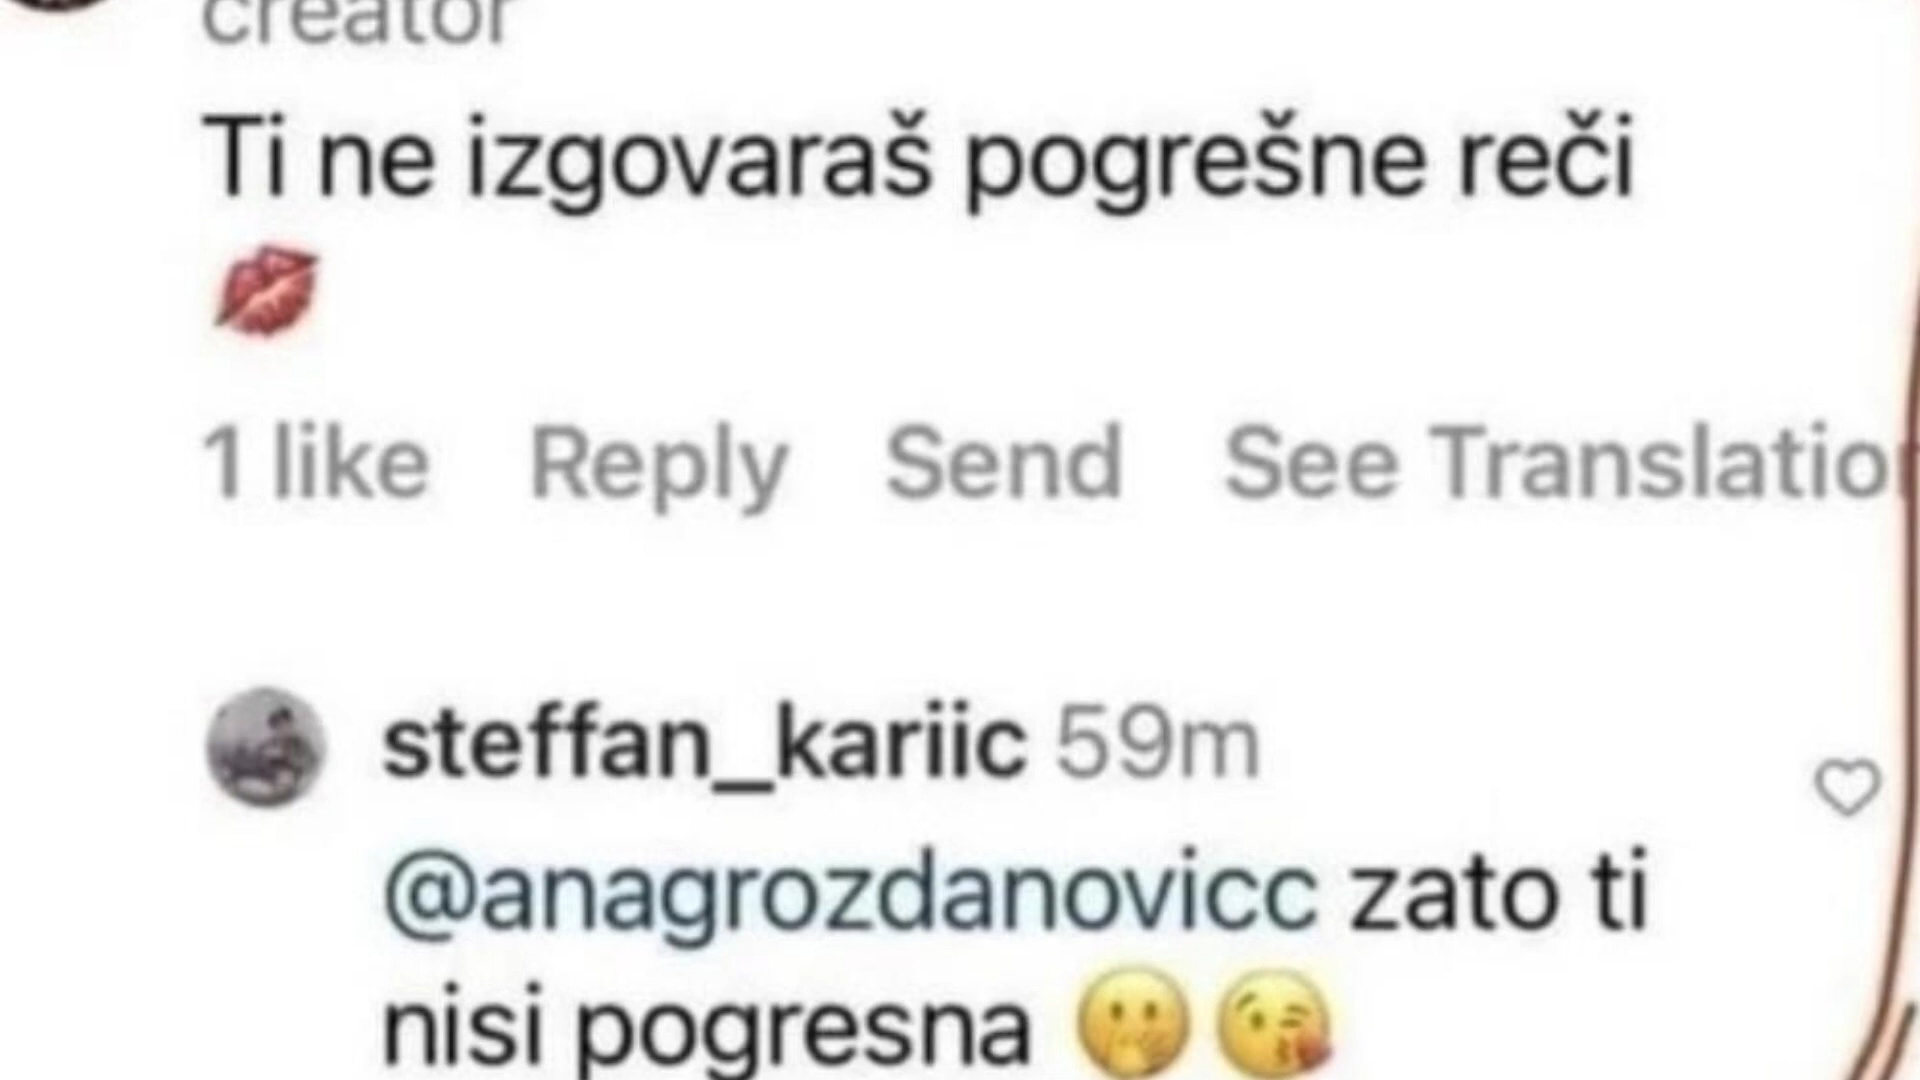 creator
Ti ne izgovaraš pogrešne reči
💋
1 like Reply Send See Translatio
steffan_kariic 59m
@anagrozdanovicc zato ti
nisi pogresna 🤭😘